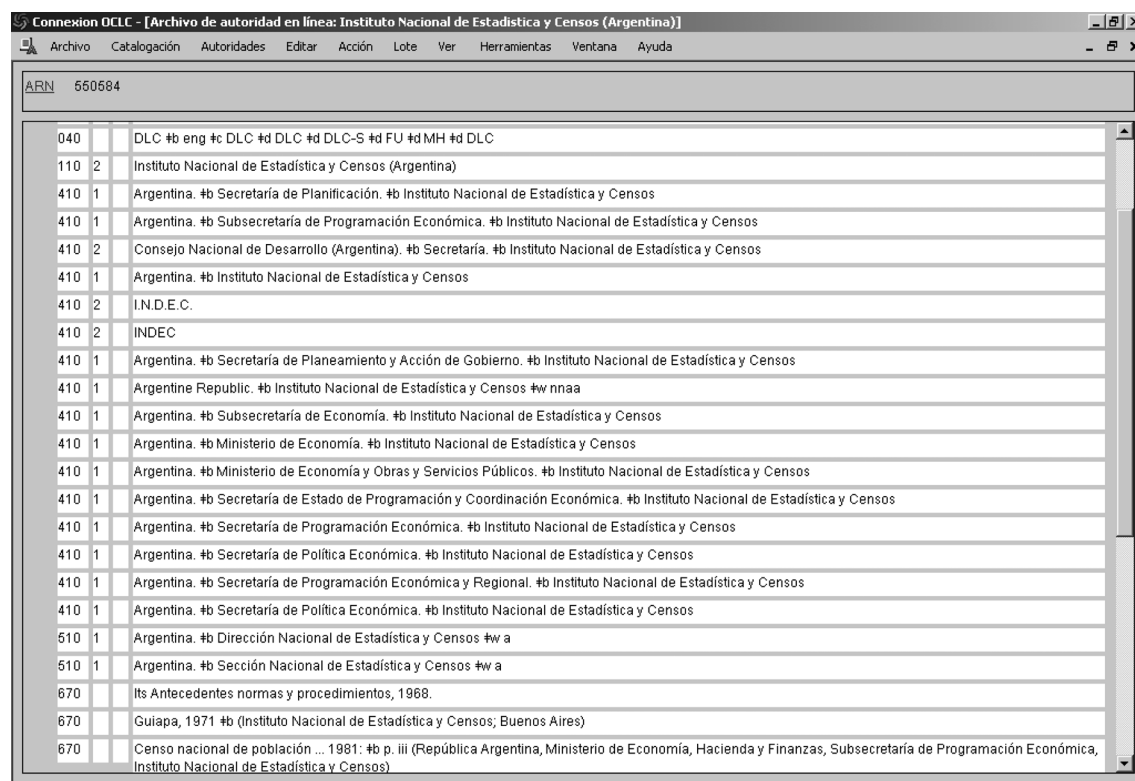 Connexion OCLC - [Archivo de autoridad en línea: Instituto Nacional de Estadistica y Censos (Argentina)]
Archivo Catalogación Autoridades Editar Acción Lote Ver Herramientas Ventana Ayuda
ARN 550584
040 DLC ǂb eng ǂc DLC ǂd DLC ǂd DLC-S ǂd FU ǂd MH ǂd DLC
110 2 Instituto Nacional de Estadística y Censos (Argentina)
410 1 Argentina. ǂb Secretaría de Planificación. ǂb Instituto Nacional de Estadística y Censos
410 1 Argentina. ǂb Subsecretaría de Programación Económica. ǂb Instituto Nacional de Estadística y Censos
410 2 Consejo Nacional de Desarrollo (Argentina). ǂb Secretaría. ǂb Instituto Nacional de Estadística y Censos
410 1 Argentina. ǂb Instituto Nacional de Estadística y Censos
410 2 I.N.D.E.C.
410 2 INDEC
410 1 Argentina. ǂb Secretaría de Planeamiento y Acción de Gobierno. ǂb Instituto Nacional de Estadística y Censos
410 1 Argentine Republic. ǂb Instituto Nacional de Estadística y Censos ǂw nnaa
410 1 Argentina. ǂb Subsecretaría de Economía. ǂb Instituto Nacional de Estadística y Censos
410 1 Argentina. ǂb Ministerio de Economía. ǂb Instituto Nacional de Estadística y Censos
410 1 Argentina. ǂb Ministerio de Economía y Obras y Servicios Públicos. ǂb Instituto Nacional de Estadística y Censos
410 1 Argentina. ǂb Secretaría de Estado de Programación y Coordinación Económica. ǂb Instituto Nacional de Estadística y Censos
410 1 Argentina. ǂb Secretaría de Programación Económica. ǂb Instituto Nacional de Estadística y Censos
410 1 Argentina. ǂb Secretaría de Política Económica. ǂb Instituto Nacional de Estadística y Censos
410 1 Argentina. ǂb Secretaría de Programación Económica y Regional. ǂb Instituto Nacional de Estadística y Censos
410 1 Argentina. ǂb Secretaría de Política Económica. ǂb Instituto Nacional de Estadística y Censos
510 1 Argentina. ǂb Dirección Nacional de Estadística y Censos ǂw a
510 1 Argentina. ǂb Sección Nacional de Estadística y Censos ǂw a
670 Its Antecedentes normas y procedimientos, 1968.
670 Guiapa, 1971 ǂb (Instituto Nacional de Estadística y Censos; Buenos Aires)
670 Censo nacional de población ... 1981: ǂb p. iii (República Argentina, Ministerio de Economía, Hacienda y Finanzas, Subsecretaría de Programación Económica,
Instituto Nacional de Estadística y Censos)